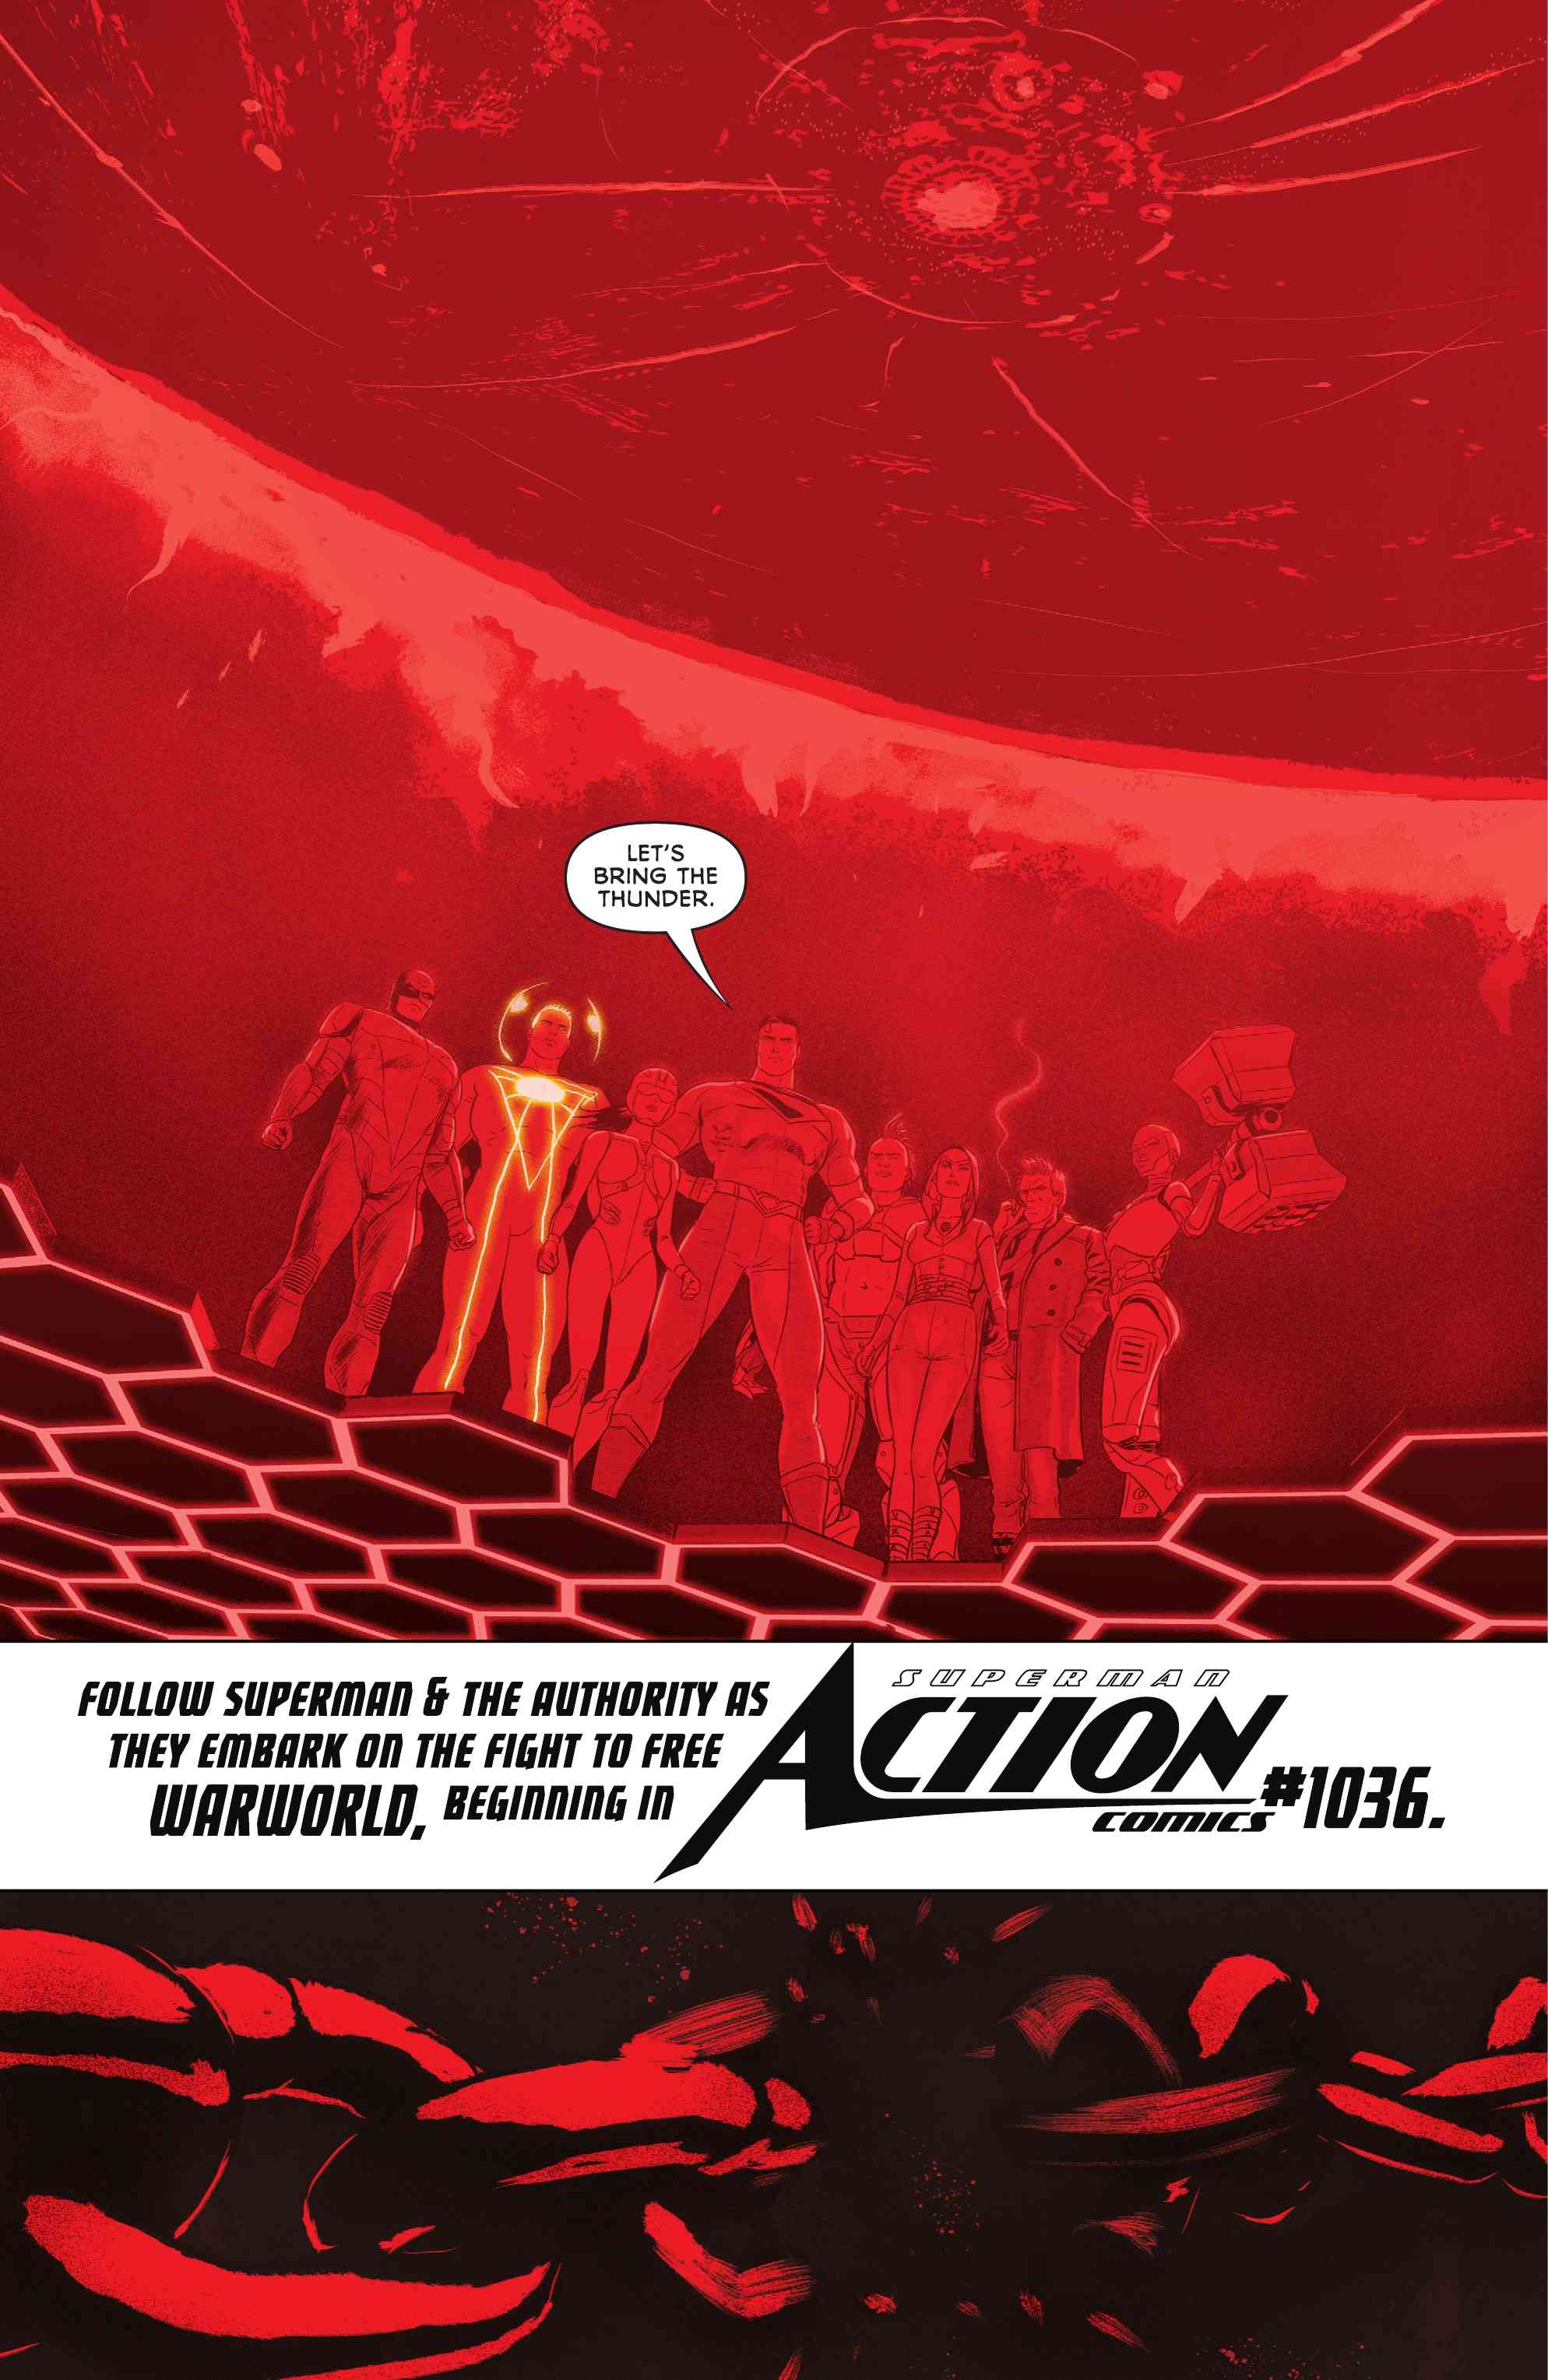 LET'S
BRING THE
THUNDER.
FOLLOW SUPERMAN & THE AUTHORITY AS
THEY EMBARK ON THE FIGHT TO FREE
WARWORLD, BEGINNING IN
SUPERMAN
ACTION
COMICS
#1036.